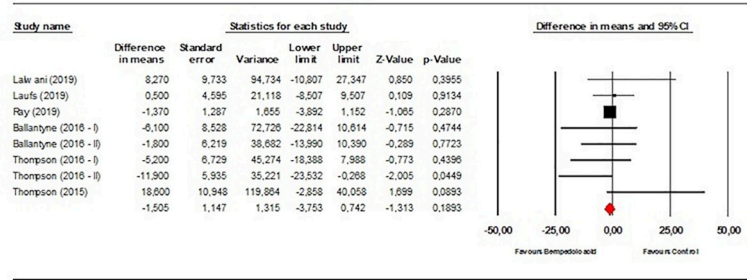 Study name Statistics for each study Difference in means and 95% CI
Difference in means Standard error Variance Lower limit Upper limit Z-Value p-Value
Lalwani (2019) 8,270 9,733 94,734 -10,807 27,347 0,850 0,3955
Laufs (2019) 0,500 4,595 21,118 -8,507 9,507 0,109 0,9134
Ray (2019) -1,370 1,287 1,655 -3,892 1,152 -1,065 0,2870
Ballantyne (2016 - I) -6,100 8,528 72,726 -22,814 10,614 -0,715 0,4744
Ballantyne (2016 - II) -1,800 6,219 38,682 -13,990 10,390 -0,289 0,7723
Thompson (2016 - I) -5,200 6,729 45,274 -18,388 7,988 -0,773 0,4396
Thompson (2016 - II) -11,900 5,935 35,221 -23,532 -0,268 -2,005 0,0449
Thompson (2015) 18,600 10,948 119,864 -2,858 40,058 1,699 0,0893
-1,505 1,147 1,315 -3,753 0,742 -1,313 0,1893
-50,00 -25,00 0,00 25,00 50,00
Favours Bempedoloacid Favours Control